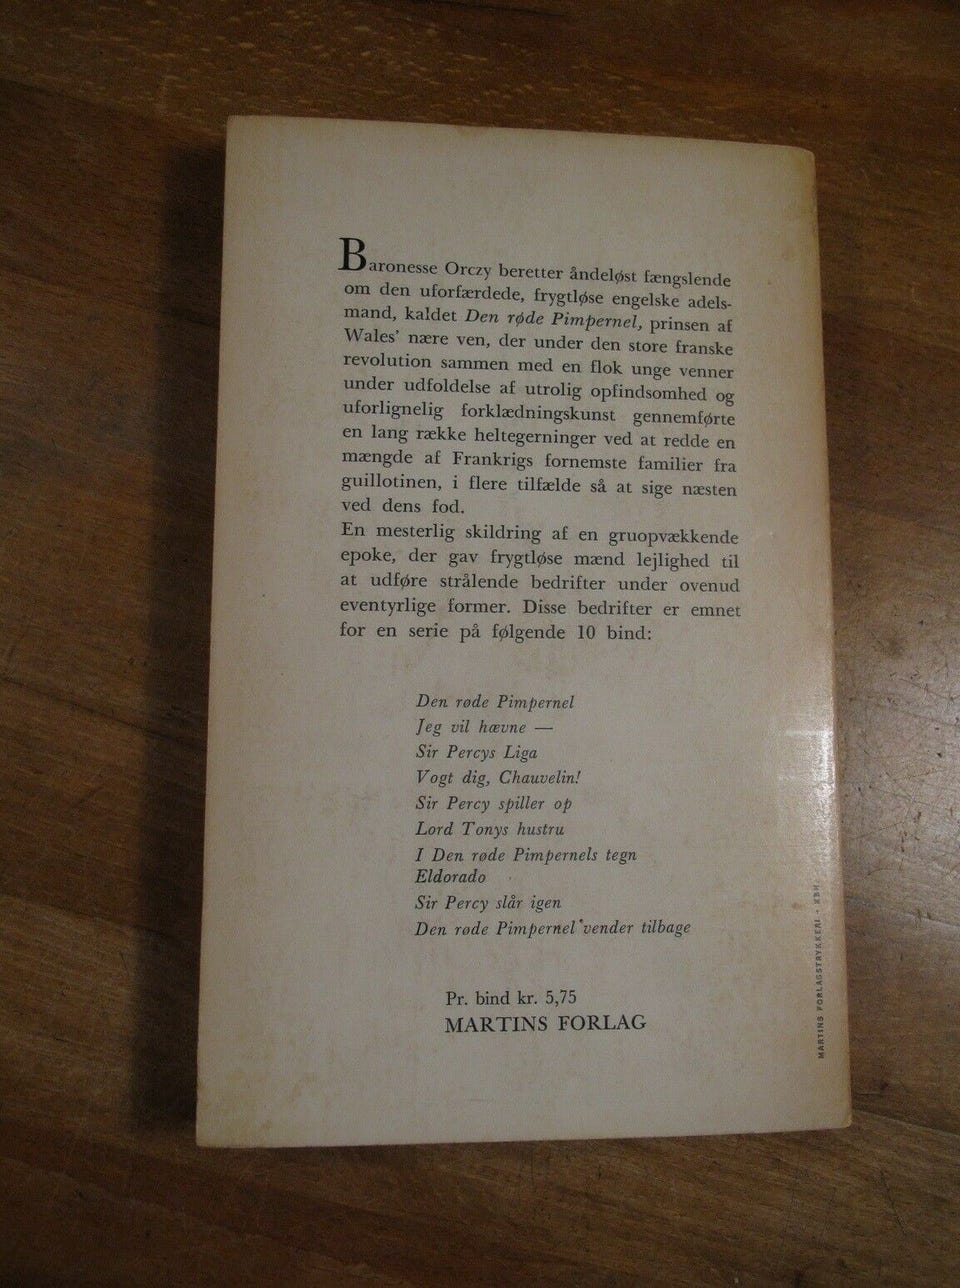 Baronesse Orczy beretter åndeløst fængslende
om den uforfærdede, frygtløse engelske adels-
mand, kaldet Den røde Pimpernel, prinsen af
Wales' nære ven, der under den store franske
revolution sammen med en flok unge venner
under udfoldelse af utrolig opfindsomhed og
uforlignelig forklædningskunst gennemførte
en lang række heltegerninger ved at redde en
mængde af Frankrigs fornemste familier fra
guillotinen, i flere tilfælde så at sige næsten
ved dens fod.
En mesterlig skildring af en gruopvækkende
epoke, der gav frygtløse mænd lejlighed til
at udføre strålende bedrifter under ovenud
eventyrlige former. Disse bedrifter er emnet
for en serie på følgende 10 bind:
Den røde Pimpernel
Jeg vil hævne —
Sir Percys Liga
Vogt dig, Chauvelin!
Sir Percy spiller op
Lord Tonys hustru
I Den røde Pimpernels tegn
Eldorado
Sir Percy slår igen
Den røde Pimpernel vender tilbage
Pr. bind kr. 5,75
MARTINS FORLAG
MARTINS FORLAGSTRYKKERI · KBH.